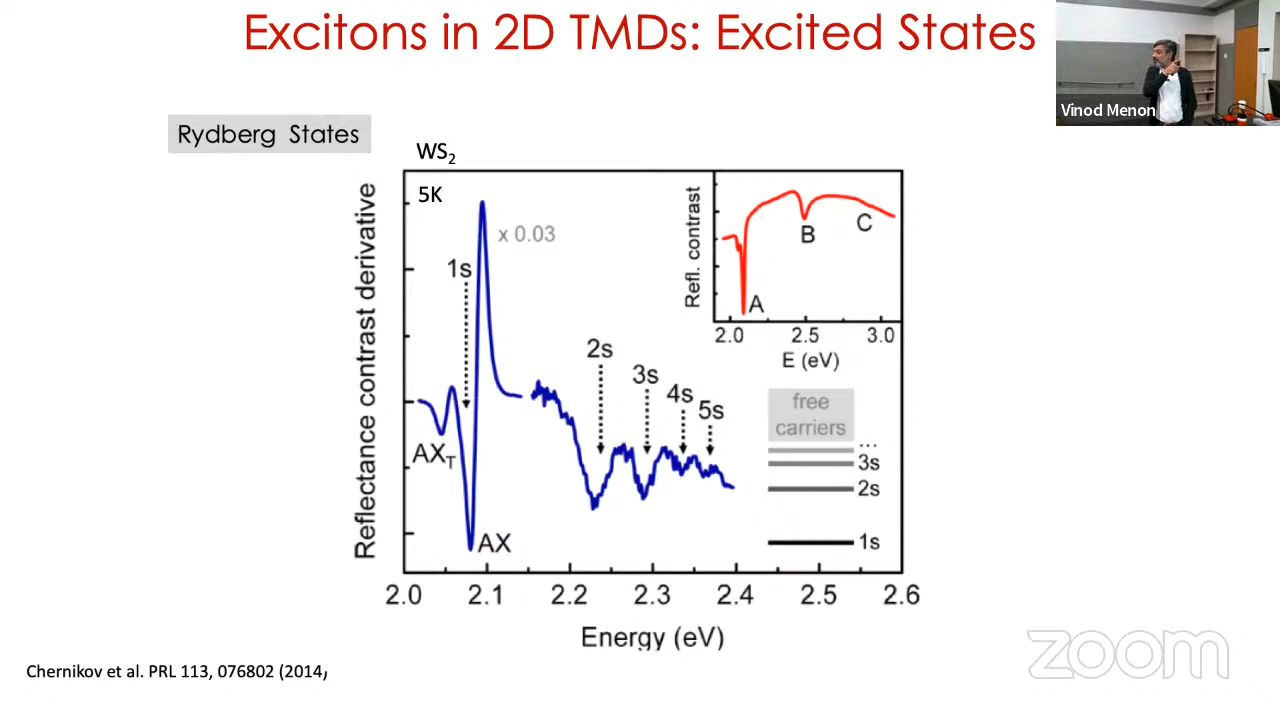 Excitons in 2D TMDs: Excited States
Vinod Menon
Rydberg States
WS2
5K
x 0.03
1s
2s
3s
4s
5s
AXT
AX
Reflectance contrast derivative
2.0 2.1 2.2 2.3 2.4 2.5 2.6
Energy (eV)
Refl. contrast
A
B
C
2.0 2.5 3.0
E (eV)
free
carriers
...
3s
2s
1s
Chernikov et al. PRL 113, 076802 (2014,
zoom